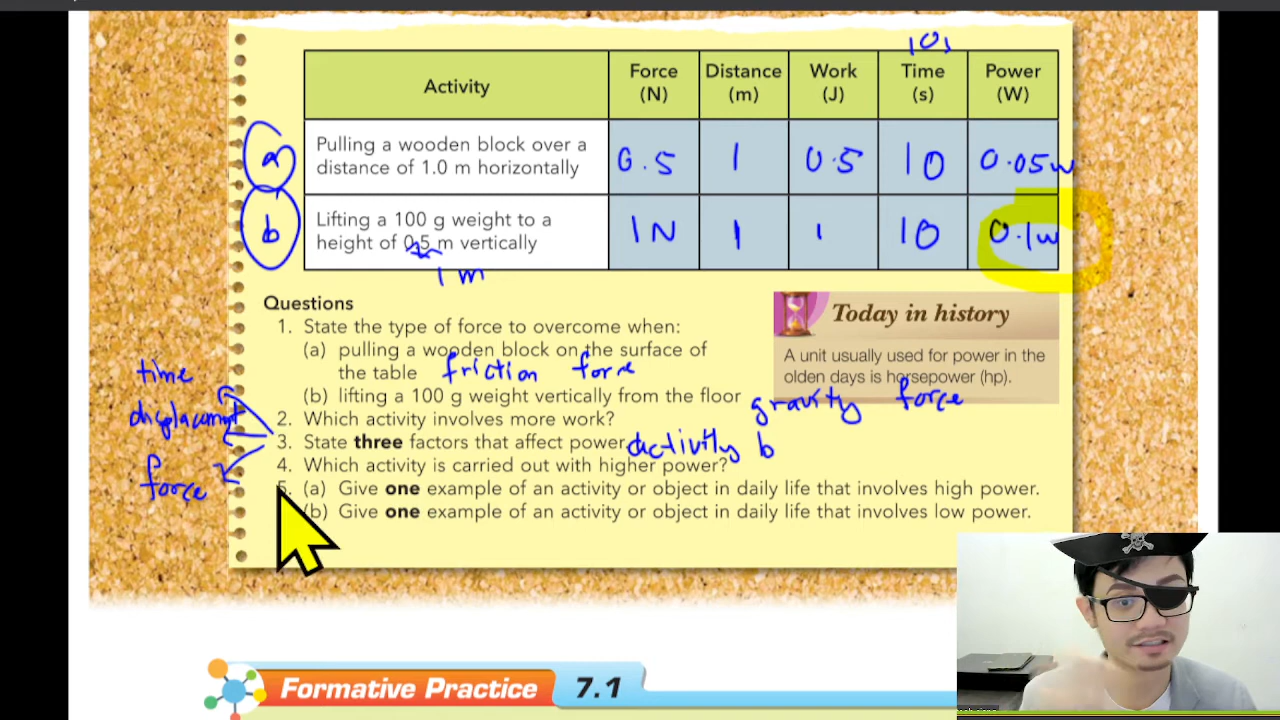 10s
Activity Force (N) Distance (m) Work (J) Time (s) Power (W)
a Pulling a wooden block over a
distance of 1.0 m horizontally 0.5 1 0.5 10 0.05w
b Lifting a 100 g weight to a
height of 0.5 m vertically 1N 1 1 10 0.1w
1 m
Questions
1. State the type of force to overcome when:
(a) pulling a wooden block on the surface of
the table friction force
(b) lifting a 100 g weight vertically from the floor
gravity force
2. Which activity involves more work?
activity b
3. State three factors that affect power.
time
displacement
force
4. Which activity is carried out with higher power?
5. (a) Give one example of an activity or object in daily life that involves high power.
(b) Give one example of an activity or object in daily life that involves low power.
Today in history
A unit usually used for power in the
olden days is horsepower (hp).
Formative Practice 7.1